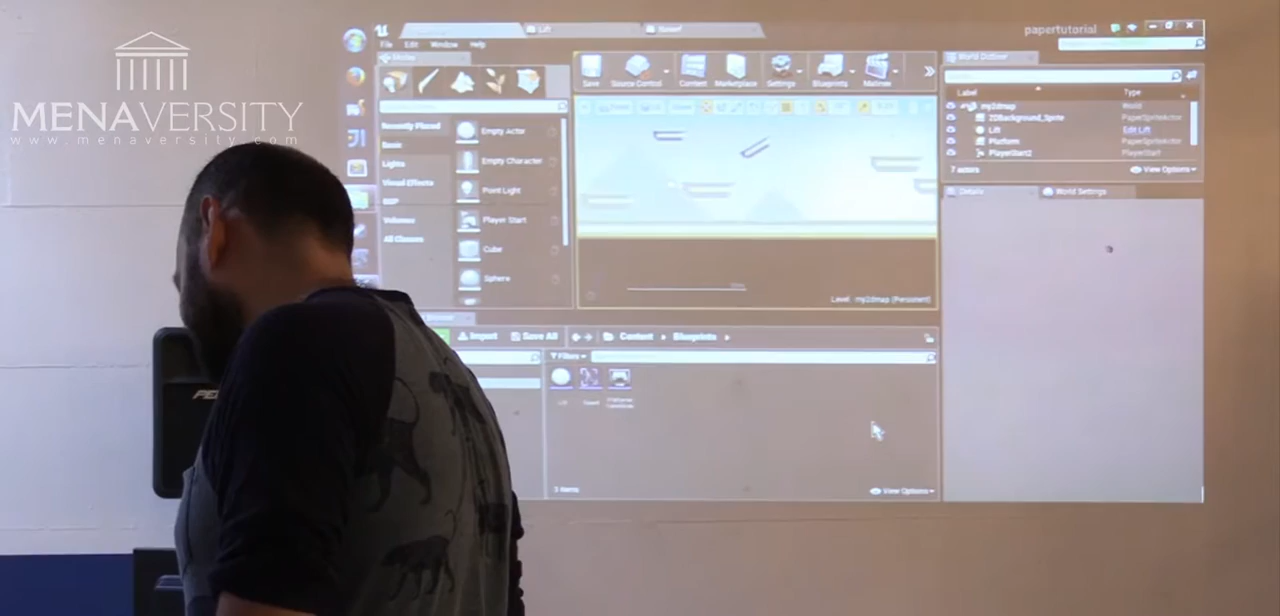 MENAVERSITY
www.menaversity.com
papertutorial
Lift
File Edit Window Help
Modes
World Outliner
Save Source Control Content Marketplace Settings Blueprints Matinee
Label Type
my2dmap World
2DBackground_Sprite PaperSpriteActor
Lift Edit Lift
Platform PaperSpriteActor
PlayerStart2 PlayerStart
7 actors View Options
Recently Placed
Basic
Lights
Visual Effects
BSP
Volumes
All Classes
Empty Actor
Empty Character
Point Light
Player Start
Cube
Sphere
Details World Settings
Level: my2dmap (Persistent)
Import Save All Content Blueprints
Filters
3 items View Options